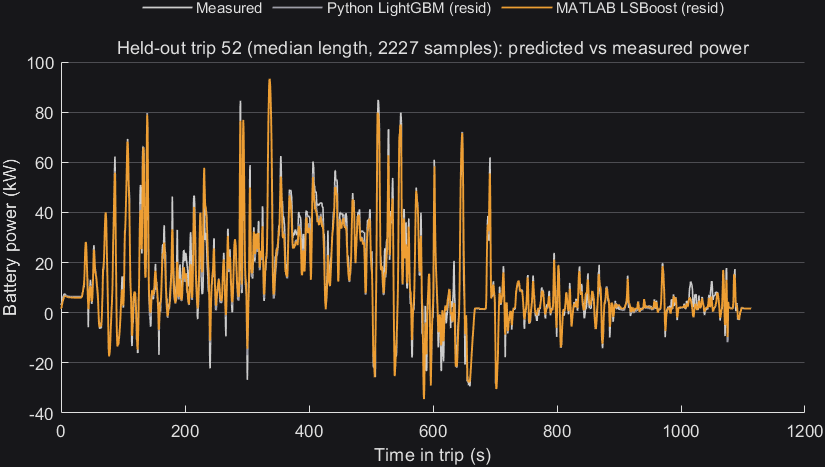 Measured Python LightGBM (resid) MATLAB LSBoost (resid)
Held-out trip 52 (median length, 2227 samples): predicted vs measured power
100
80
60
40
20
0
-20
-40
Battery power (kW)
0 200 400 600 800 1000 1200
Time in trip (s)